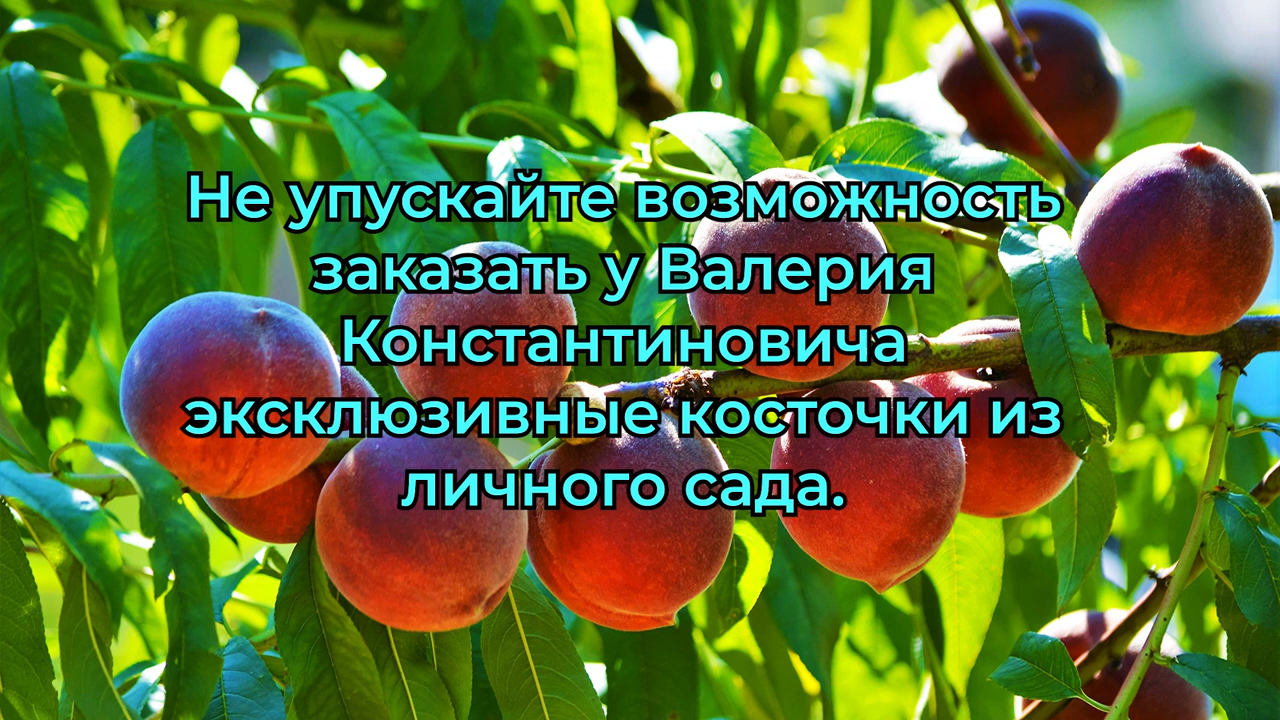 Не упускайте возможность
заказать у Валерия
Константиновича
эксклюзивные косточки из
личного сада.